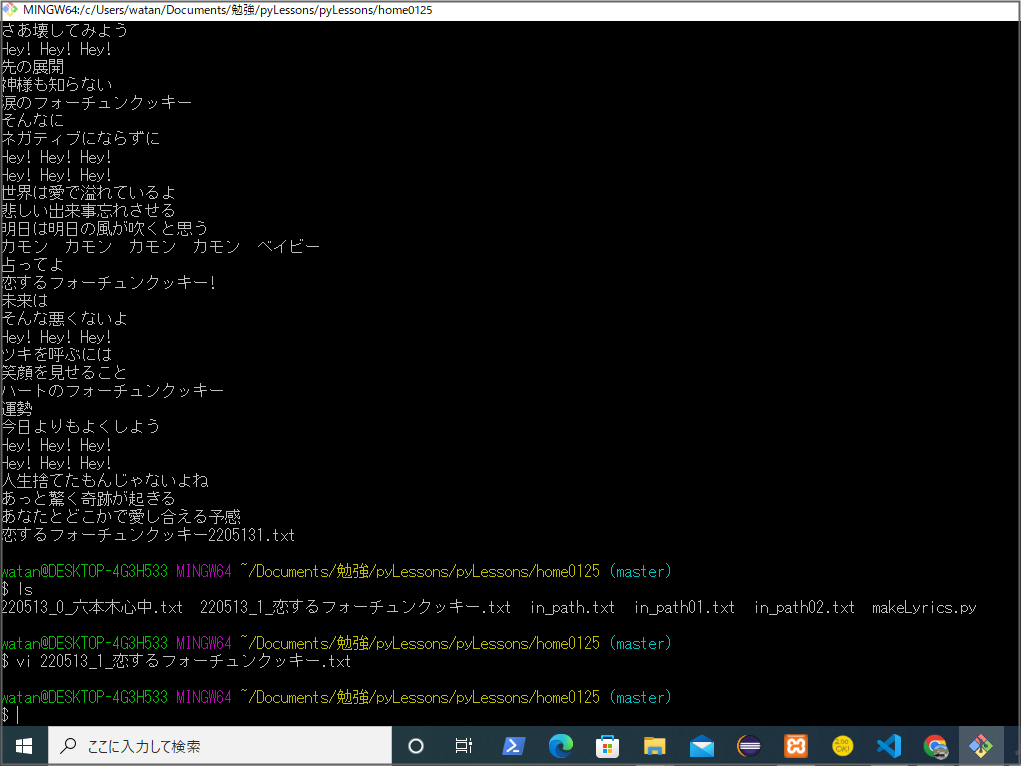 MINGW64:/c/Users/watan/Documents/勉強/pyLessons/pyLessons/home0125
さあ壊してみよう
Hey! Hey! Hey!
先の展開
神様も知らない
涙のフォーチュンクッキー
そんなに
ネガティブにならずに
Hey! Hey! Hey!
Hey! Hey! Hey!
世界は愛で溢れているよ
悲しい出来事忘れさせる
明日は明日の風が吹くと思う
カモン　カモン　カモン　カモン　ベイビー
占ってよ
恋するフォーチュンクッキー!
未来は
そんな悪くないよ
Hey! Hey! Hey!
ツキを呼ぶには
笑顔を見せること
ハートのフォーチュンクッキー
運勢
今日よりもよくしよう
Hey! Hey! Hey!
Hey! Hey! Hey!
人生捨てたもんじゃないよね
あっと驚く奇跡が起きる
あなたとどこかで愛し合える予感
恋するフォーチュンクッキー2205131.txt
watan@DESKTOP-4G3H533 MINGW64 ~/Documents/勉強/pyLessons/pyLessons/home0125 (master)
$ ls
220513_0_六本木心中.txt  220513_1_恋するフォーチュンクッキー.txt  in_path.txt  in_path01.txt  in_path02.txt  makeLyrics.py
watan@DESKTOP-4G3H533 MINGW64 ~/Documents/勉強/pyLessons/pyLessons/home0125 (master)
$ vi 220513_1_恋するフォーチュンクッキー.txt
watan@DESKTOP-4G3H533 MINGW64 ~/Documents/勉強/pyLessons/pyLessons/home0125 (master)
$
ここに入力して検索